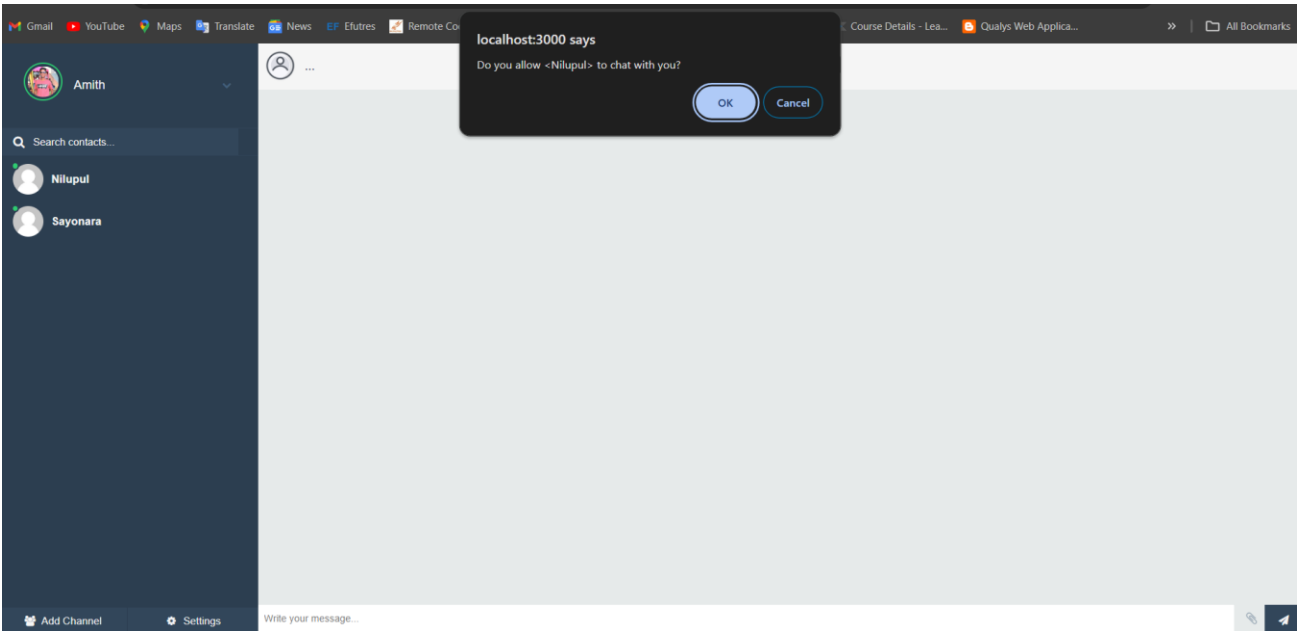 Gmail YouTube Maps Translate News EF Efutres Remote Co Course Details - Lea... Qualys Web Applica... » All Bookmarks
localhost:3000 says
Do you allow <Nilupul> to chat with you?
OK Cancel
Amith
...
Search contacts...
Nilupul
Sayonara
Add Channel Settings Write your message...